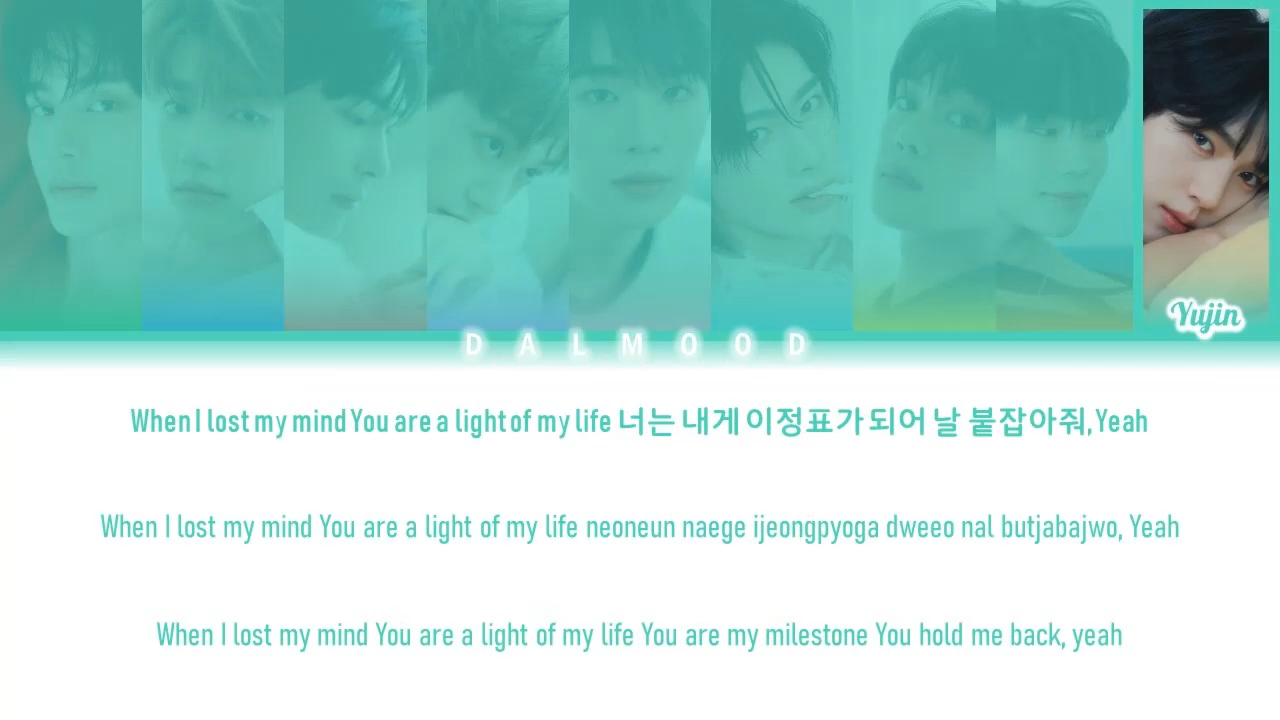 Yujin
D A L M O O D
When I lost my mind You are a light of my life 너는 내게 이정표가 되어 날 붙잡아줘, Yeah
When I lost my mind You are a light of my life neoneun naege ijeongpyoga dweeo nal butjabajwo, Yeah
When I lost my mind You are a light of my life You are my milestone You hold me back, yeah